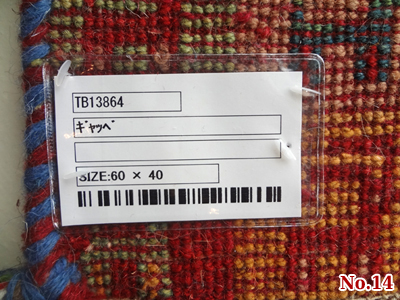 TB13864
ｷﾞｬｯﾍﾞ
SIZE:60 × 40
No.14